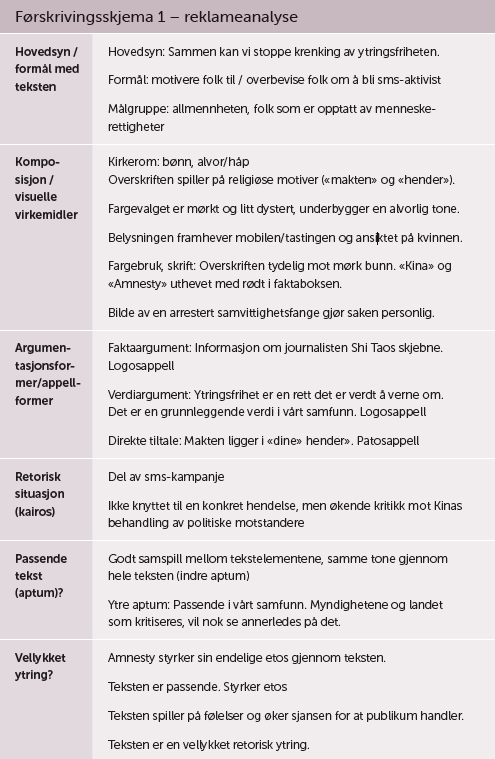 Førskrivingsskjema 1 – reklameanalyse
Hovedsyn /
formål med
teksten
Hovedsyn: Sammen kan vi stoppe krenking av ytringsfriheten.
Formål: motivere folk til / overbevise folk om å bli sms-aktivist
Målgruppe: allmennheten, folk som er opptatt av menneske-
rettigheter
Kompo-
sisjon /
visuelle
virkemidler
Kirkerom: bønn, alvor/håp
Overskriften spiller på religiøse motiver («makten» og «hender»).
Fargevalget er mørkt og litt dystert, underbygger en alvorlig tone.
Belysningen framhever mobilen/tastingen og ansiktet på kvinnen.
Fargebruk, skrift: Overskriften tydelig mot mørk bunn. «Kina» og
«Amnesty» uthevet med rødt i faktaboksen.
Bilde av en arrestert samvittighetsfange gjør saken personlig.
Argumen-
tasjonsfor-
mer/appell-
former
Faktaargument: Informasjon om journalisten Shi Taos skjebne.
Logosappell
Verdiargument: Ytringsfrihet er en rett det er verdt å verne om.
Det er en grunnleggende verdi i vårt samfunn. Logosappell
Direkte tiltale: Makten ligger i «dine» hender». Patosappell
Retorisk
situasjon
(kairos)
Del av sms-kampanje
Ikke knyttet til en konkret hendelse, men økende kritikk mot Kinas
behandling av politiske motstandere
Passende
tekst
(aptum)?
Godt samspill mellom tekstelementene, samme tone gjennom
hele teksten (indre aptum)
Ytre aptum: Passende i vårt samfunn. Myndighetene og landet
som kritiseres, vil nok se annerledes på det.
Vellykket
ytring?
Amnesty styrker sin endelige etos gjennom teksten.
Teksten er passende. Styrker etos
Teksten spiller på følelser og øker sjansen for at publikum handler.
Teksten er en vellykket retorisk ytring.